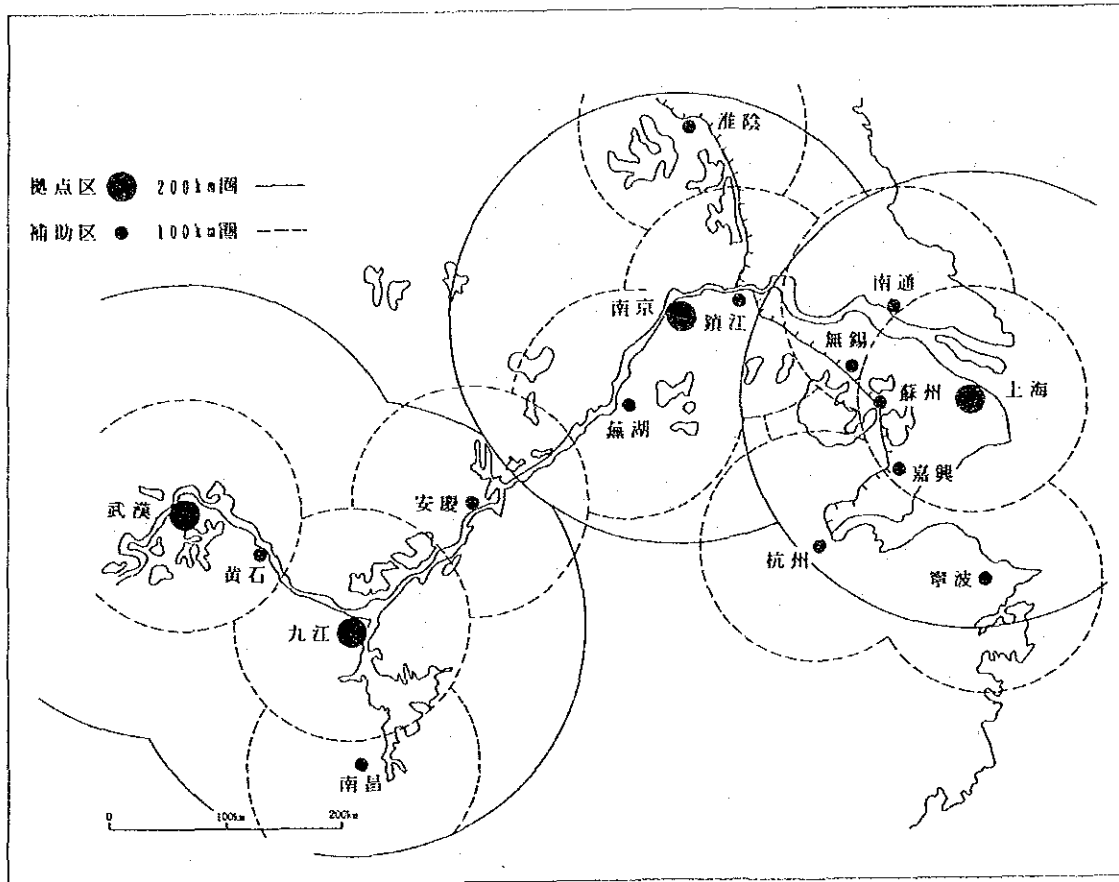 拠点区 200km圏
補助区 100km圏
淮陰
南京
鎮江
南通
無錫
蘇州
上海
蕪湖
嘉興
安慶
武漢
黄石
杭州
寧波
九江
南昌
0 100km 200km